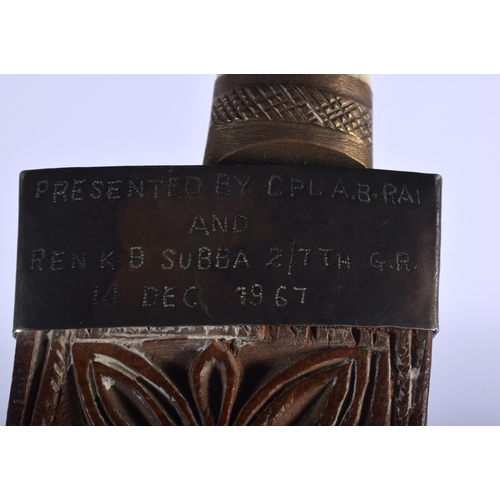 PRESENTED BY CPL A.B. RAI
AND
REN K B SUBBA 2/7TH G.R.
14 DEC 1967